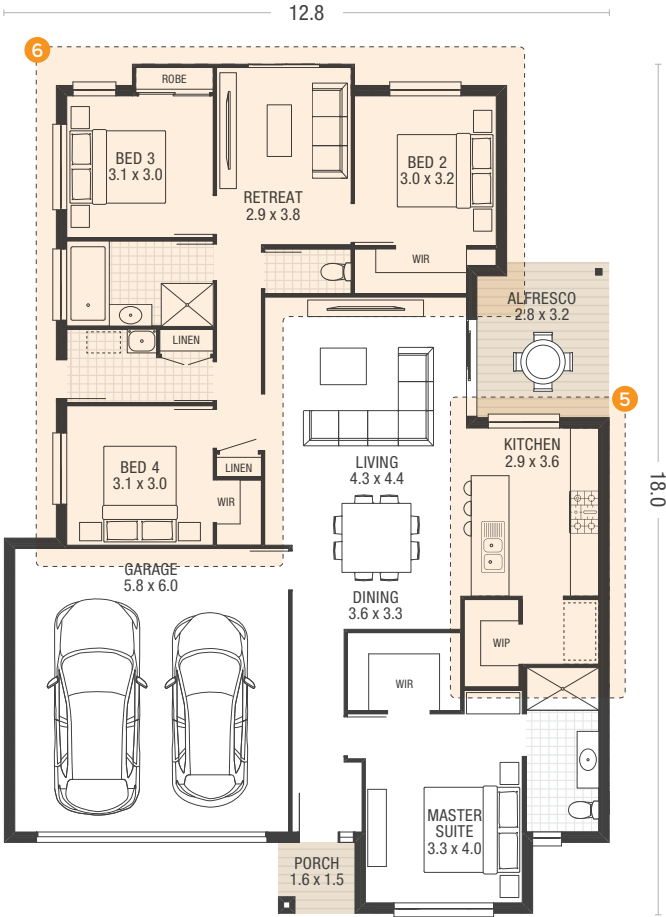 12.8
6
ROBE
BED 3
3.1 x 3.0
RETREAT
2.9 x 3.8
BED 2
3.0 x 3.2
WIR
ALFRESCO
2.8 x 3.2
LINEN
5
KITCHEN
2.9 x 3.6
18.0
LIVING
4.3 x 4.4
BED 4
3.1 x 3.0
LINEN
WIR
GARAGE
5.8 x 6.0
DINING
3.6 x 3.3
WIP
WIR
MASTER
SUITE
3.3 x 4.0
PORCH
1.6 x 1.5